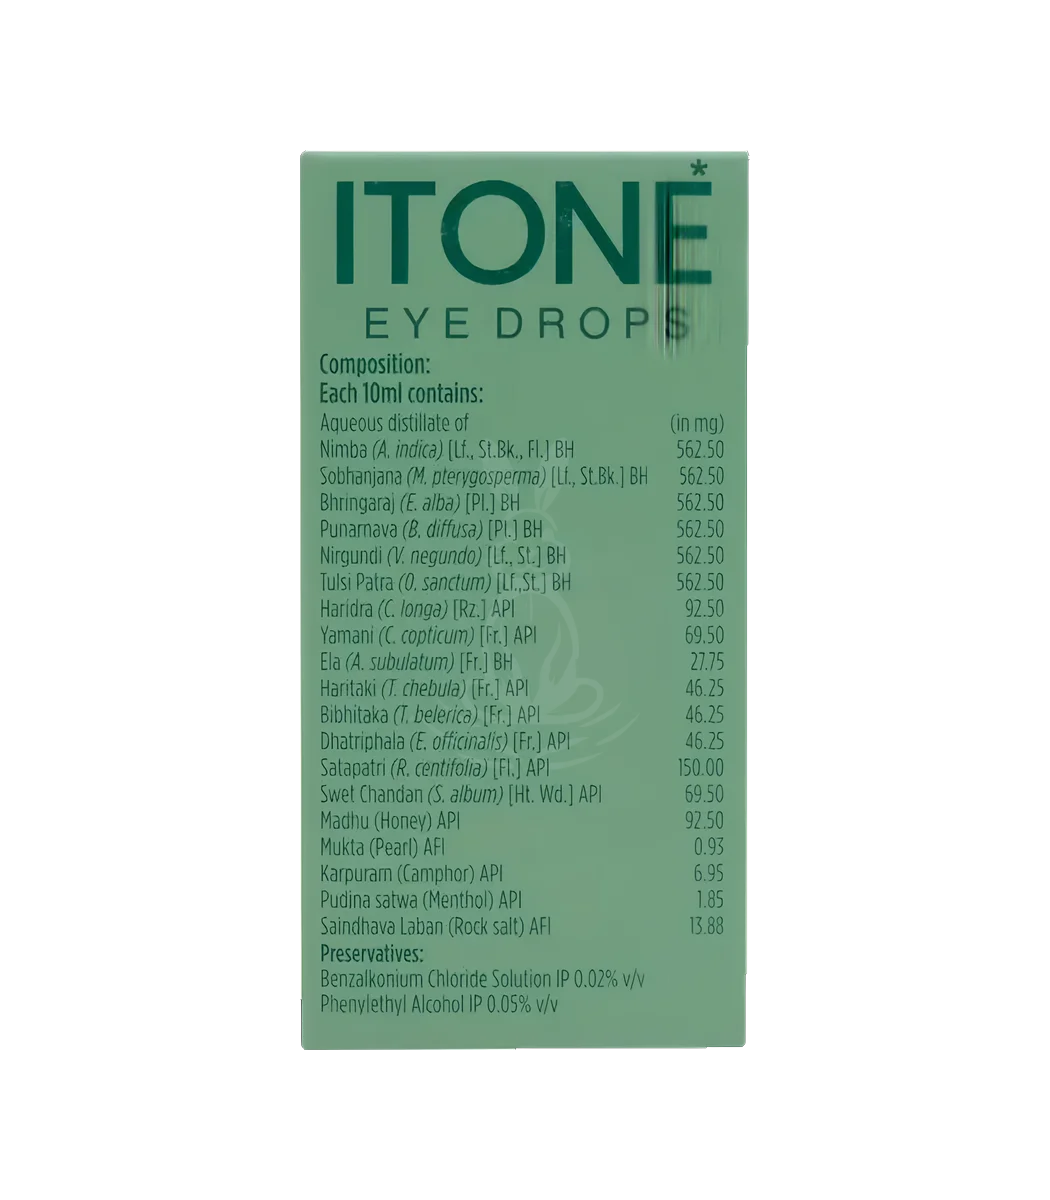 ITONE*
EYE DROPS
Composition:
Each 10ml contains:
Aqueous distillate of (in mg)
Nimba (A. indica) [Lf., St.Bk., Fl.] BH 562.50
Sobhanjana (M. pterygosperma) [Lf., St.Bk.] BH 562.50
Bhringaraj (E. alba) [Pl.] BH 562.50
Punarnava (B. diffusa) [Pl.] BH 562.50
Nirgundi (V. negundo) [Lf., St.] BH 562.50
Tulsi Patra (O. sanctum) [Lf.,St.] BH 562.50
Haridra (C. longa) [Rz.] API 92.50
Yamani (C. copticum) [Fr.] API 69.50
Ela (A. subulatum) [Fr.] BH 27.75
Haritaki (T. chebula) [Fr.] API 46.25
Bibhitaka (T. belerica) [Fr.] API 46.25
Dhatriphala (E. officinalis) [Fr.] API 46.25
Satapatri (R. centifolia) [Fl.] API 150.00
Swet Chandan (S. album) [Ht. Wd.] API 69.50
Madhu (Honey) API 92.50
Mukta (Pearl) AFI 0.93
Karpuram (Camphor) API 6.95
Pudina satwa (Menthol) API 1.85
Saindhava Laban (Rock salt) AFI 13.88
Preservatives:
Benzalkonium Chloride Solution IP 0.02% v/v
Phenylethyl Alcohol IP 0.05% v/v